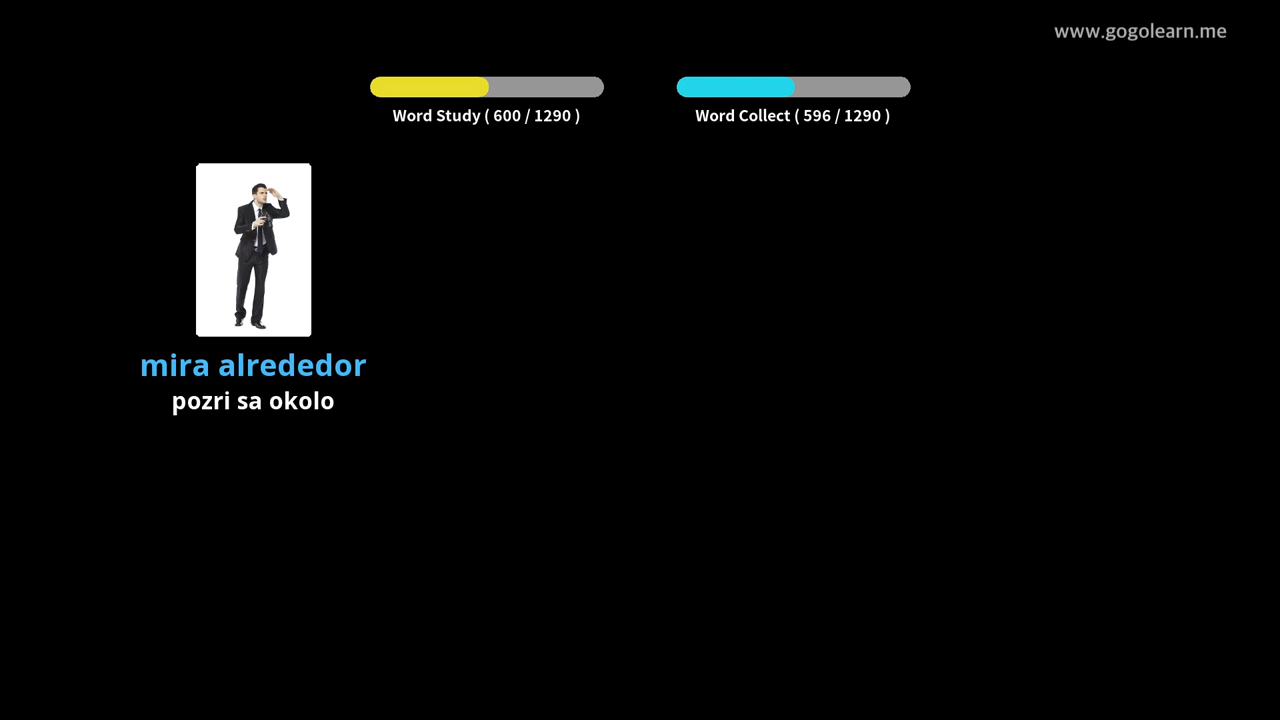 www.gogolearn.me
Word Study ( 600 / 1290 )
Word Collect ( 596 / 1290 )
mira alrededor
pozri sa okolo